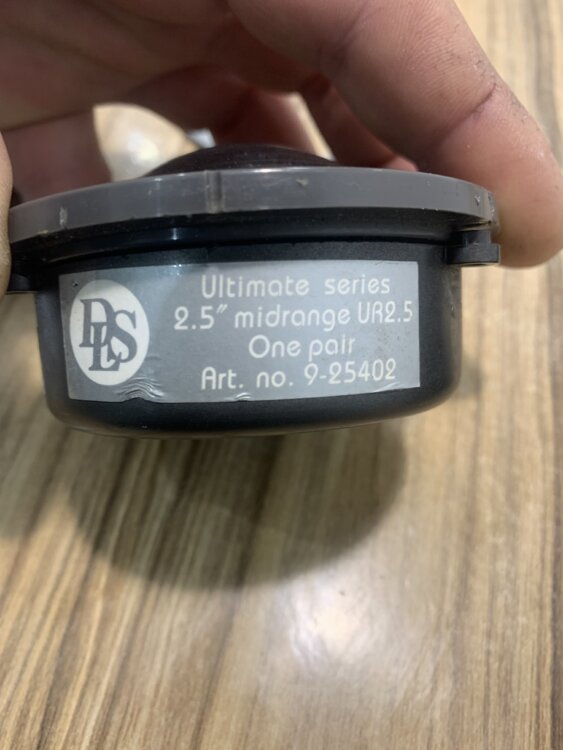 DLS
Ultimate series
2.5" midrange UR2.5
One pair
Art. no. 9-25402